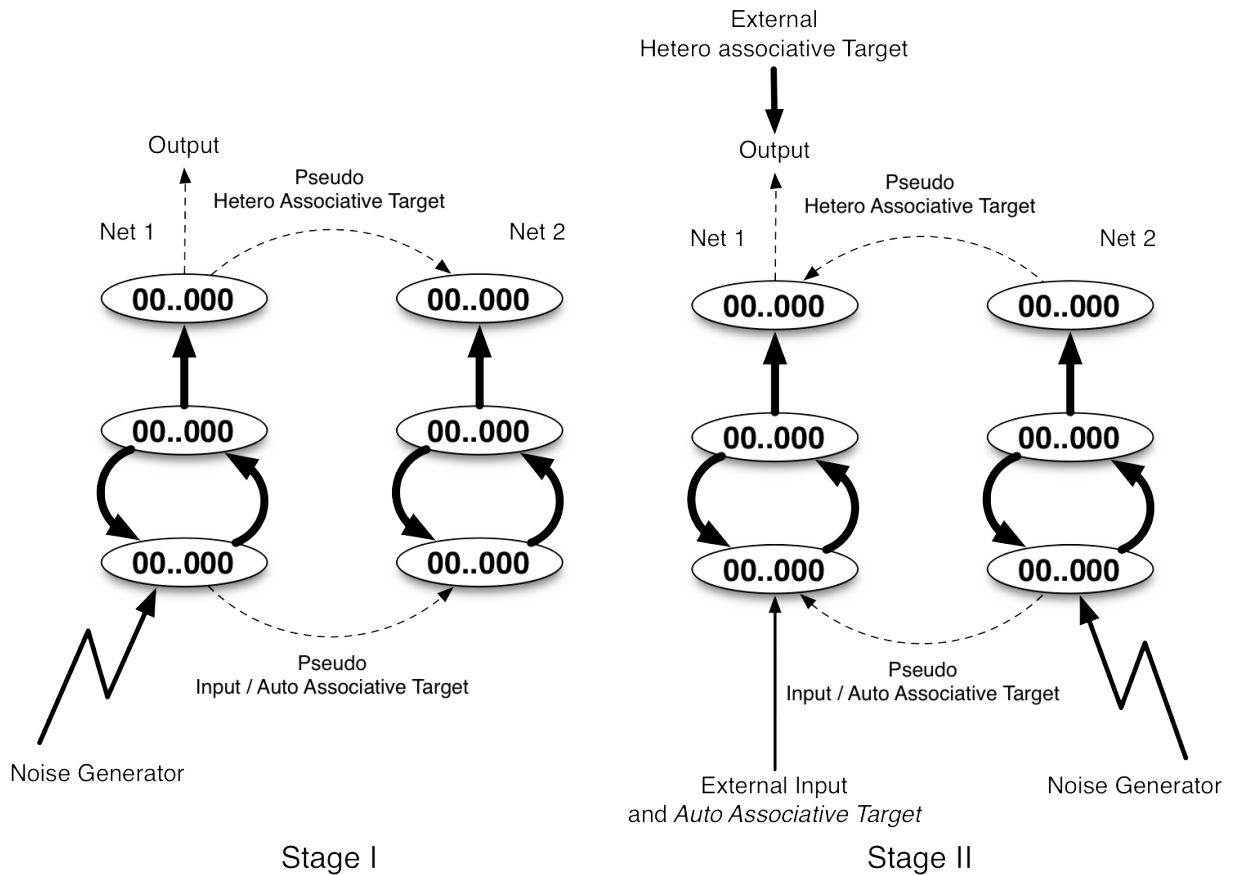 External
Hetero associative Target
Output
Pseudo
Hetero Associative Target
Net 1
Net 2
00..000
00..000
00..000
00..000
00..000
00..000
Pseudo
Input / Auto Associative Target
Noise Generator
Stage I
Output
Pseudo
Hetero Associative Target
Net 1
Net 2
00..000
00..000
00..000
00..000
00..000
00..000
Pseudo
Input / Auto Associative Target
External Input
and Auto Associative Target
Noise Generator
Stage II